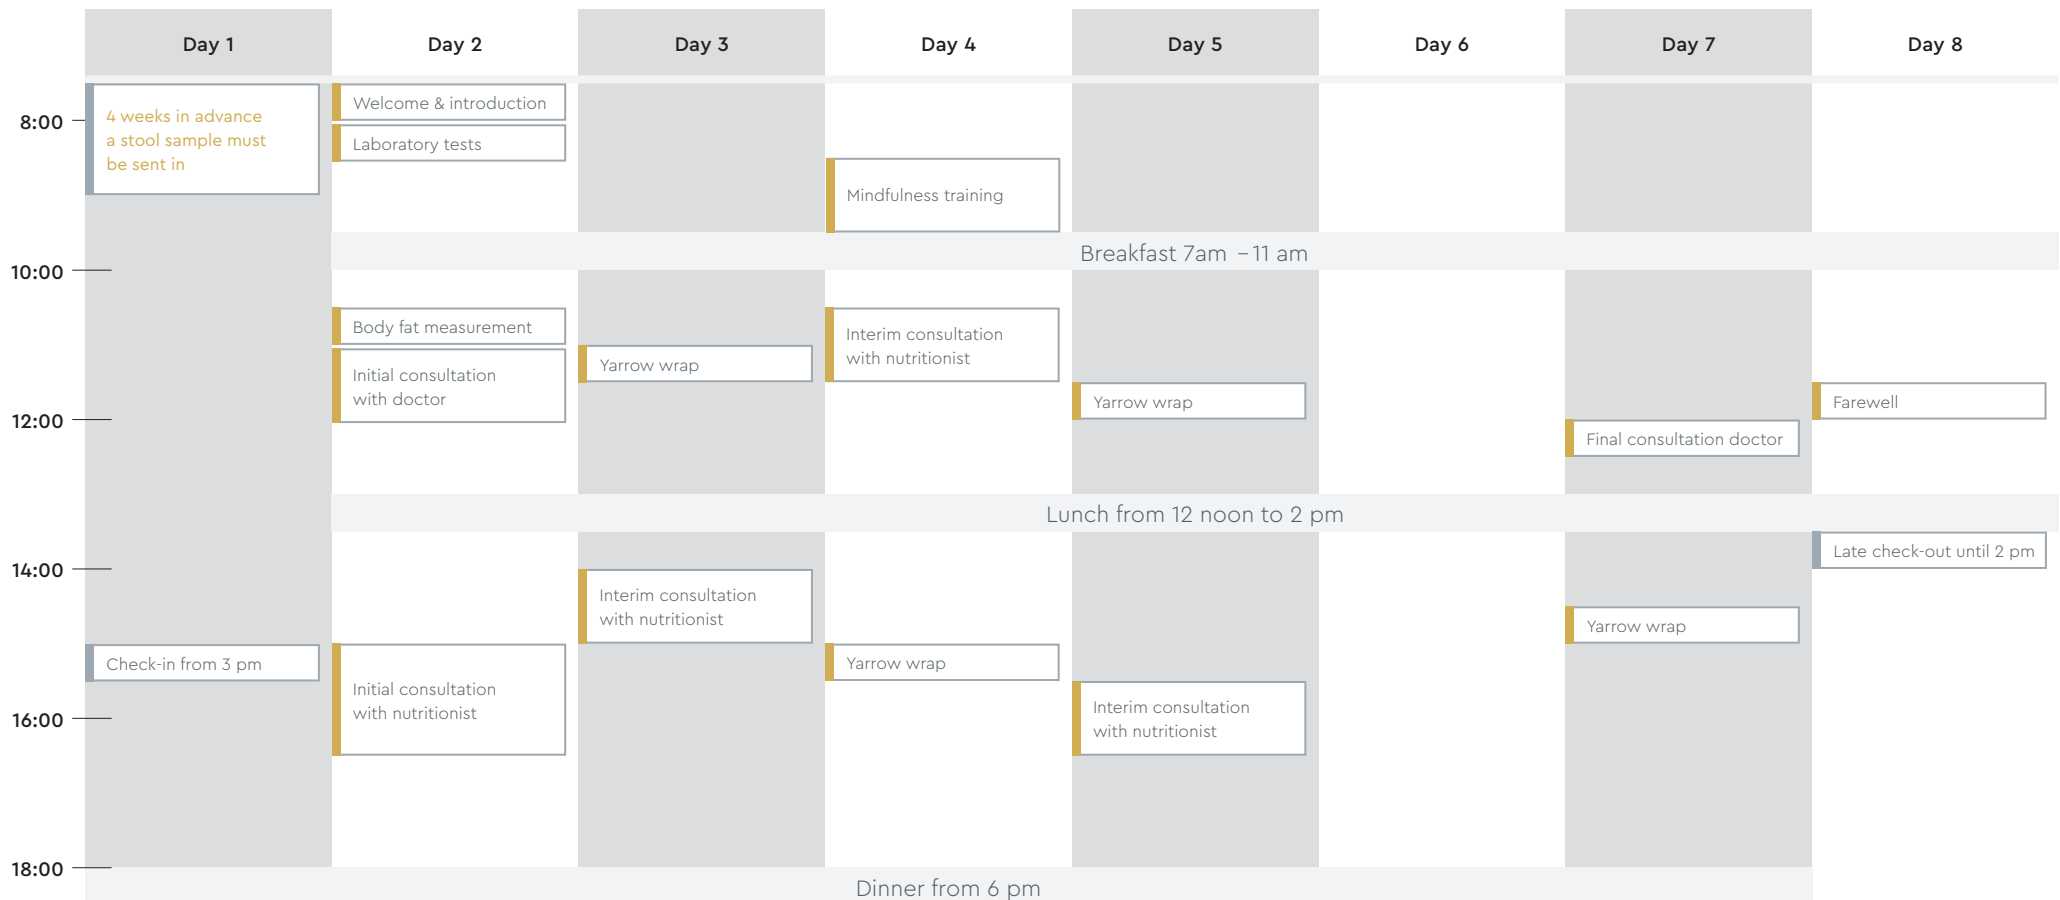 Day 1
Day 2
Day 3
Day 4
Day 5
Day 6
Day 7
Day 8
8:00
4 weeks in advance
a stool sample must
be sent in
Welcome & introduction
Laboratory tests
Mindfulness training
Breakfast 7am – 11 am
10:00
Body fat measurement
Initial consultation
with doctor
Yarrow wrap
Interim consultation
with nutritionist
Yarrow wrap
Farewell
12:00
Final consultation doctor
Lunch from 12 noon to 2 pm
Late check-out until 2 pm
14:00
Interim consultation
with nutritionist
Yarrow wrap
Check-in from 3 pm
Initial consultation
with nutritionist
Yarrow wrap
Interim consultation
with nutritionist
16:00
18:00
Dinner from 6 pm